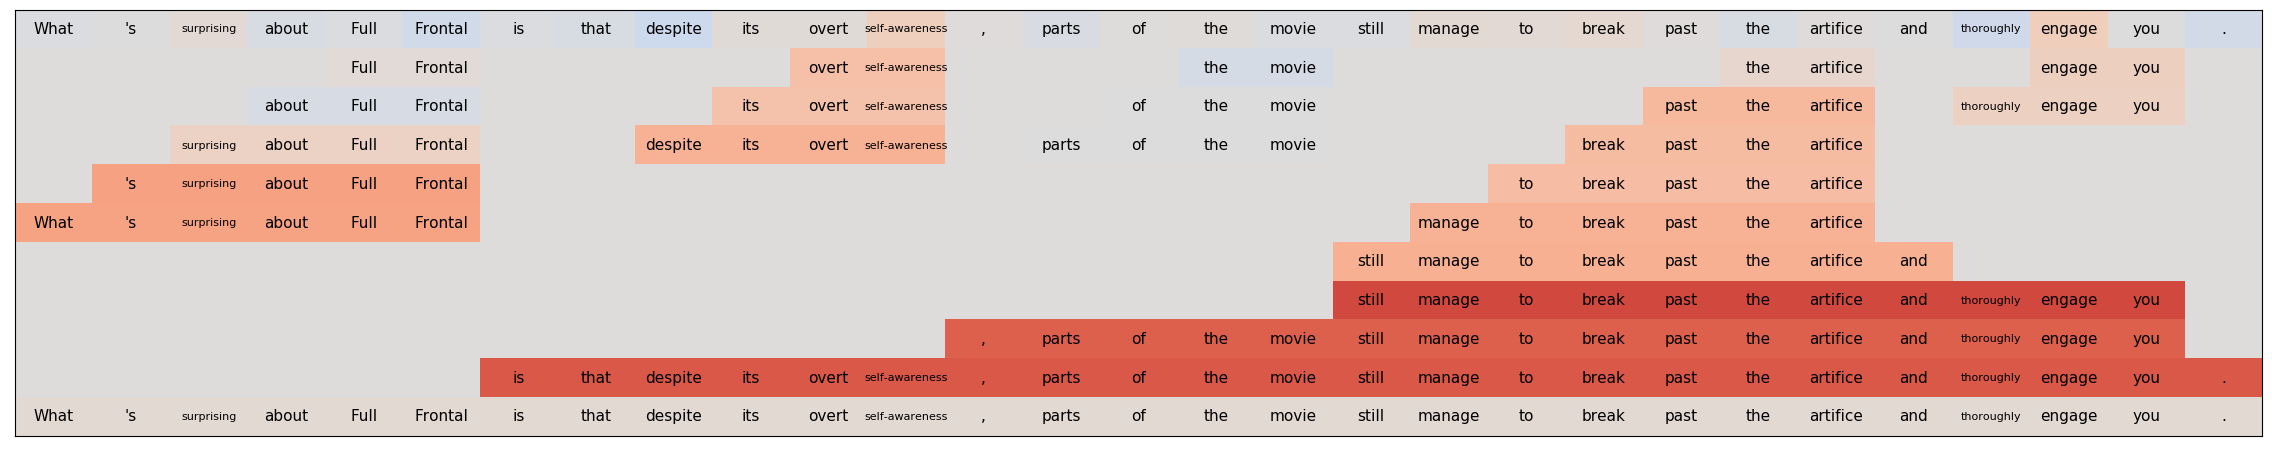 What 's surprising about Full Frontal is that despite its overt self-awareness , parts of the movie still manage to break past the artifice and thoroughly engage you .
Full Frontal overt self-awareness the movie the artifice engage you
about Full Frontal its overt self-awareness of the movie past the artifice thoroughly engage you
surprising about Full Frontal despite its overt self-awareness parts of the movie break past the artifice
's surprising about Full Frontal to break past the artifice
What 's surprising about Full Frontal manage to break past the artifice
still manage to break past the artifice and
still manage to break past the artifice and thoroughly engage you
, parts of the movie still manage to break past the artifice and thoroughly engage you
is that despite its overt self-awareness , parts of the movie still manage to break past the artifice and thoroughly engage you .
What 's surprising about Full Frontal is that despite its overt self-awareness , parts of the movie still manage to break past the artifice and thoroughly engage you .